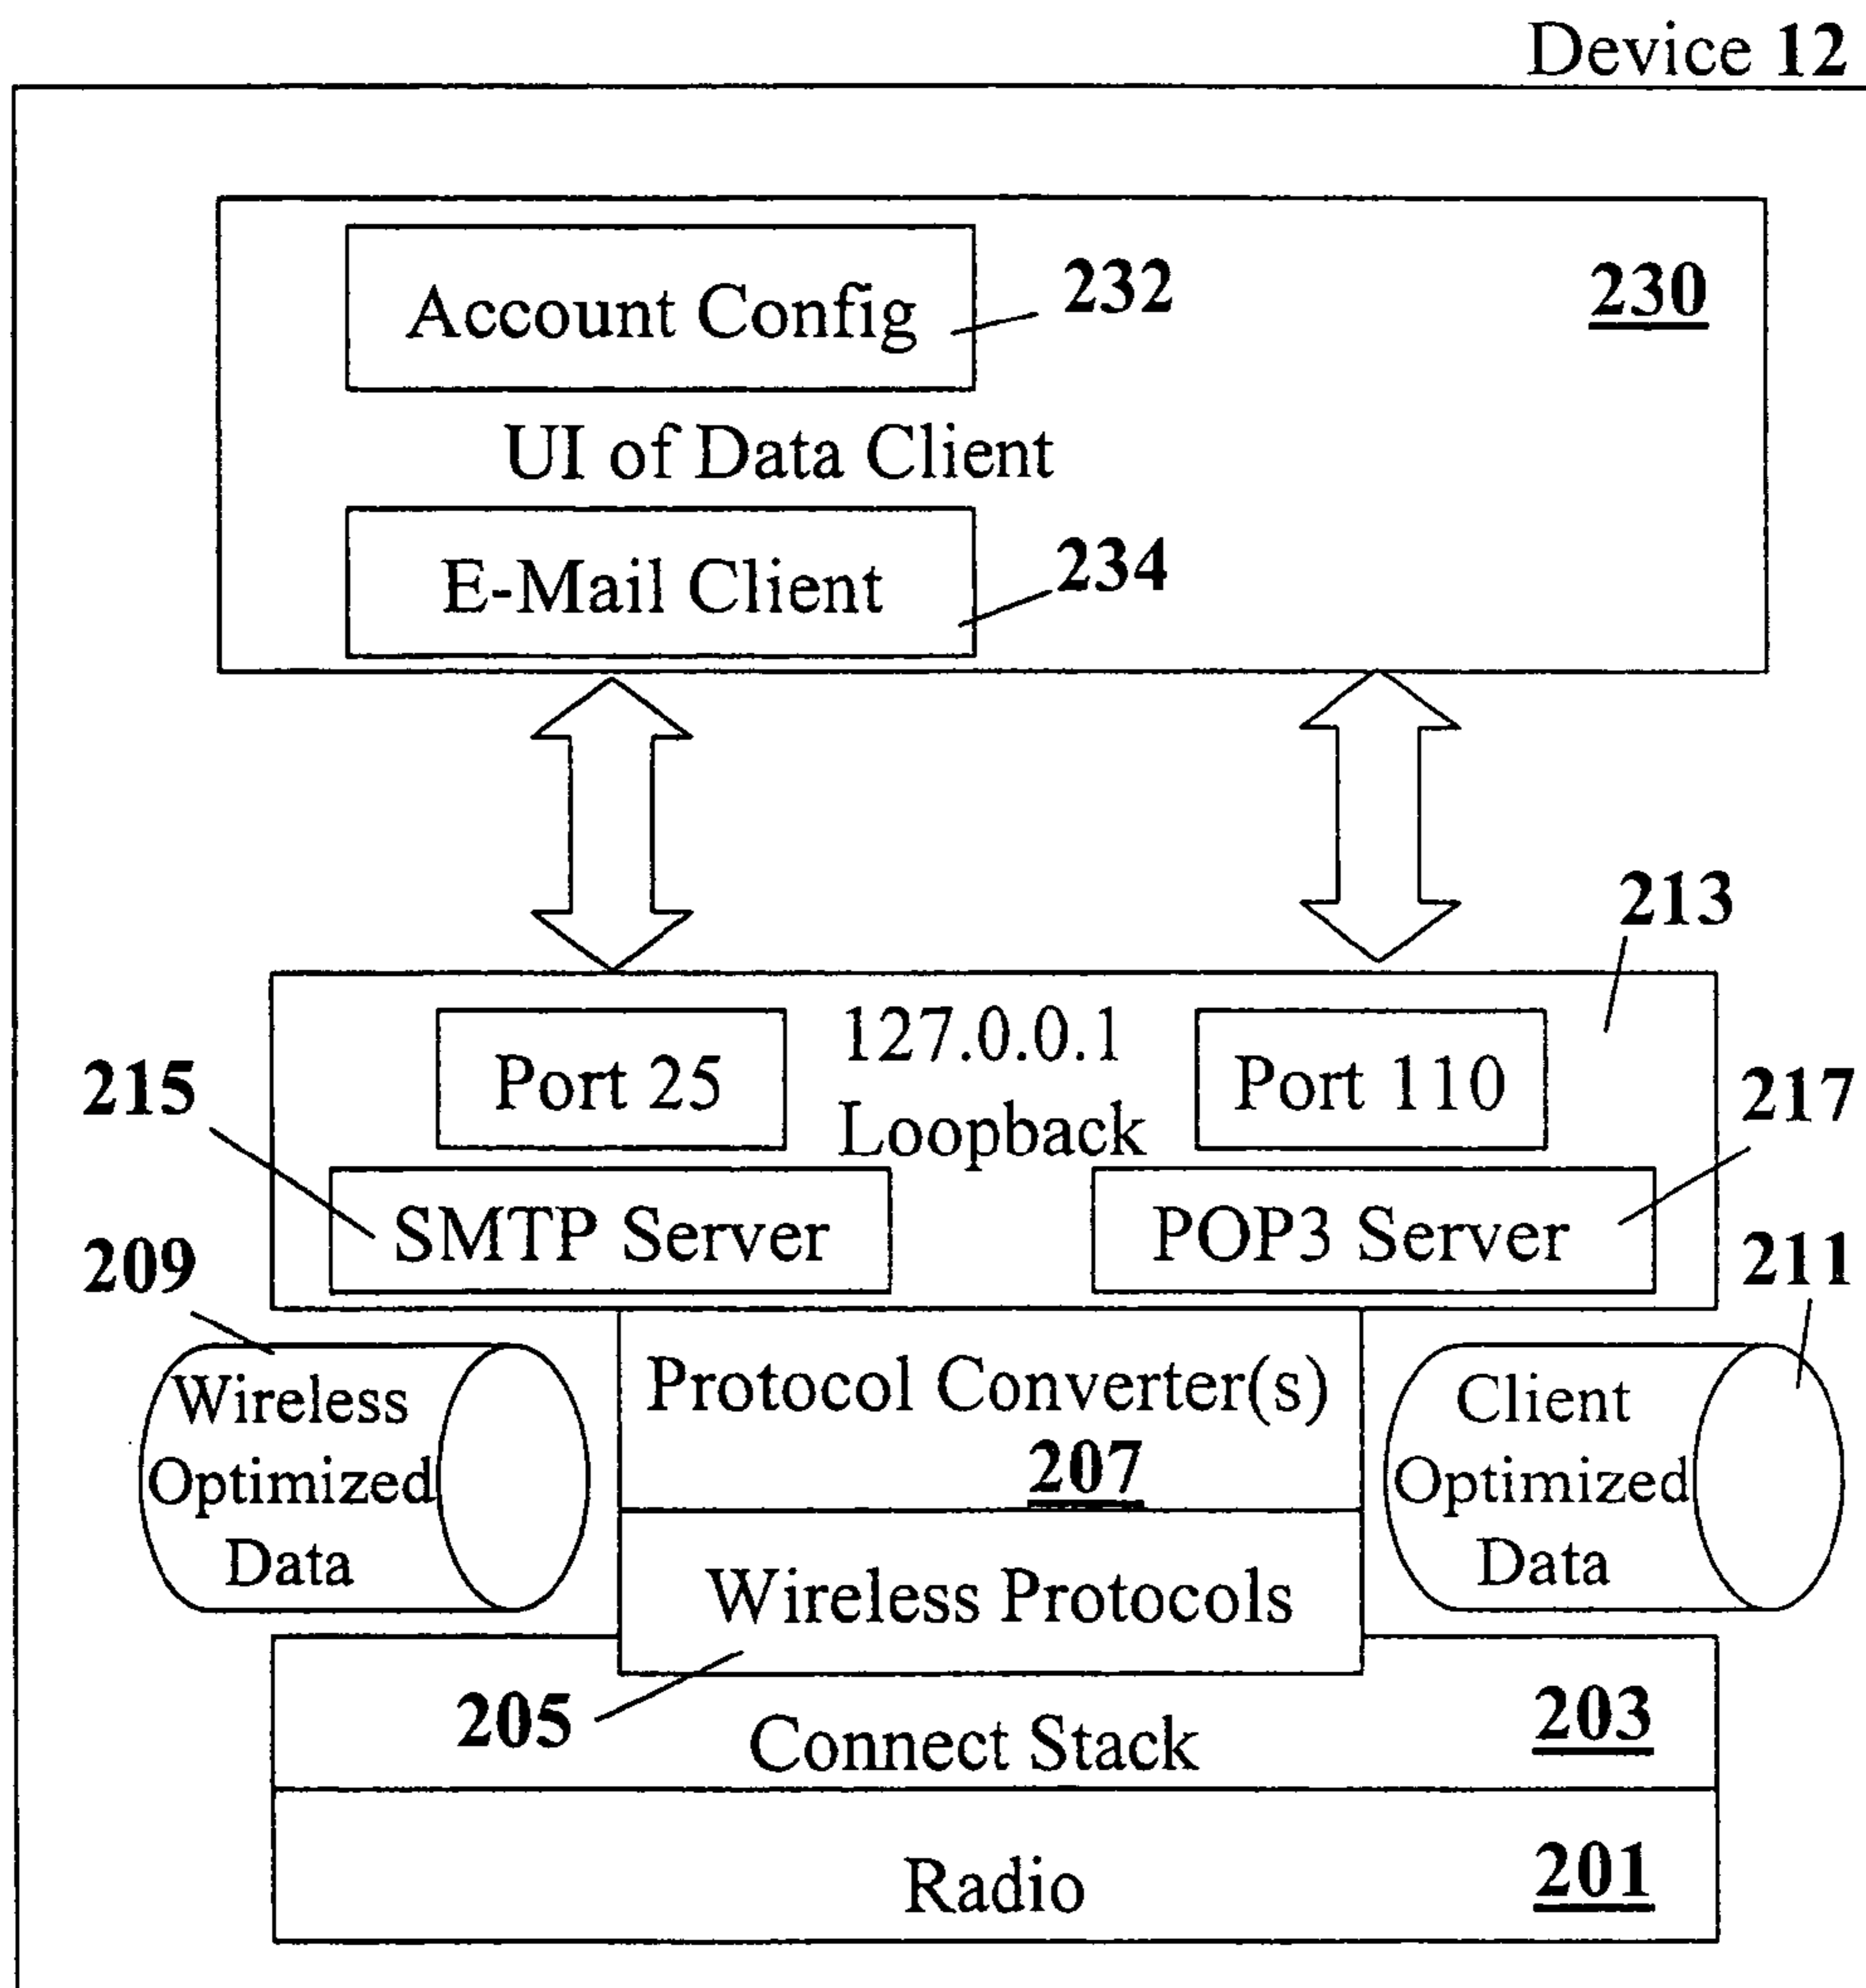 Device 12
Account Config
232
230
UI of Data Client
E-Mail Client
234
213
Port 25
127.0.0.1
Loopback
Port 110
215
217
SMTP Server
POP3 Server
209
211
Wireless
Optimized
Data
Protocol Converter(s)
207
Client
Optimized
Data
Wireless Protocols
205
Connect Stack
203
Radio
201